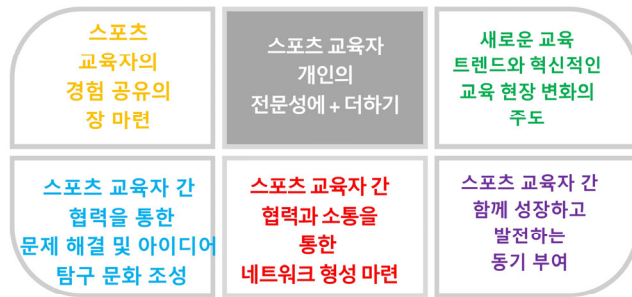 스포츠
교육자의
경험 공유의
장 마련
스포츠 교육자
개인의
전문성에 + 더하기
새로운 교육
트렌드와 혁신적인
교육 현장 변화의
주도
스포츠 교육자 간
협력을 통한
문제 해결 및 아이디어
탐구 문화 조성
스포츠 교육자 간
협력과 소통을
통한
네트워크 형성 마련
스포츠 교육자 간
함께 성장하고
발전하는
동기 부여